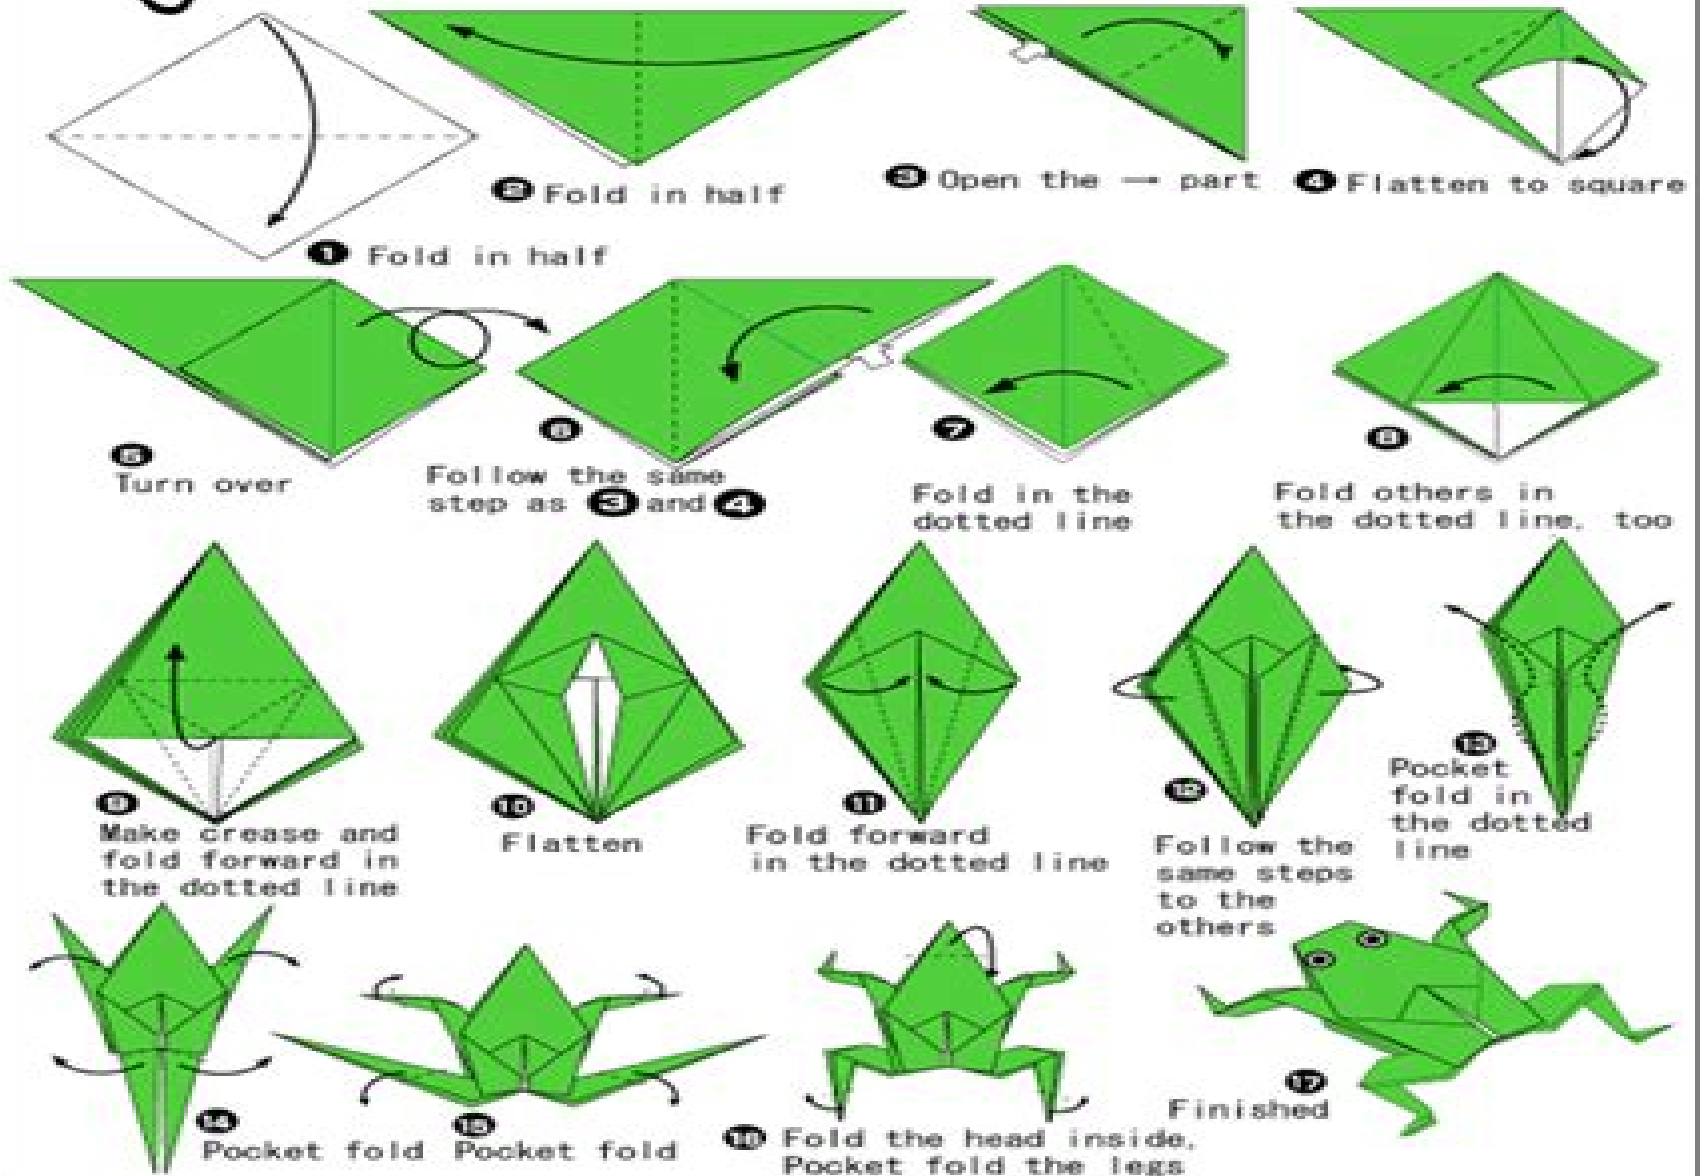 1 Fold in half
2 Fold in half
3 Open the → part
4 Flatten to square
5
Turn over
6
Follow the same
step as 3 and 4
7
Fold in the
dotted line
8
Fold others in
the dotted line, too
9
Make crease and
fold forward in
the dotted line
10
Flatten
11
Fold forward
in the dotted line
12
Follow the
same steps
to the
others
13
Pocket
fold in
the dotted
line
14
Pocket fold
15
Pocket fold
16 Fold the head inside.
Pocket fold the legs
17
Finished